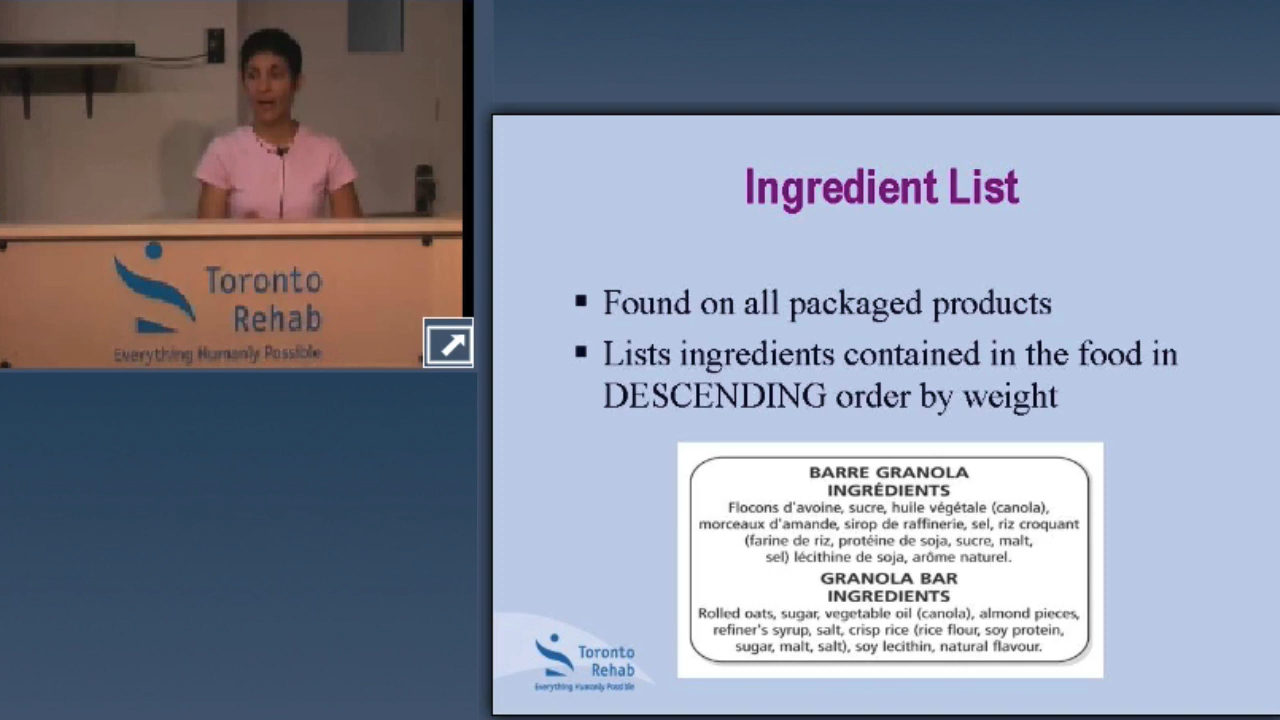 Toronto
Rehab
Everything Humanly Possible
Ingredient List
Found on all packaged products
Lists ingredients contained in the food in
DESCENDING order by weight
BARRE GRANOLA
INGRÉDIENTS
Flocons d'avoine, sucre, huile végétale (canola),
morceaux d'amande, sirop de raffinerie, sel, riz croquant
(farine de riz, protéine de soja, sucre, malt,
sel) lécithine de soja, arôme naturel.
GRANOLA BAR
INGREDIENTS
Rolled oats, sugar, vegetable oil (canola), almond pieces,
refiner's syrup, salt, crisp rice (rice flour, soy protein,
sugar, malt, salt), soy lecithin, natural flavour.
Toronto
Rehab
Everything Humanly Possible